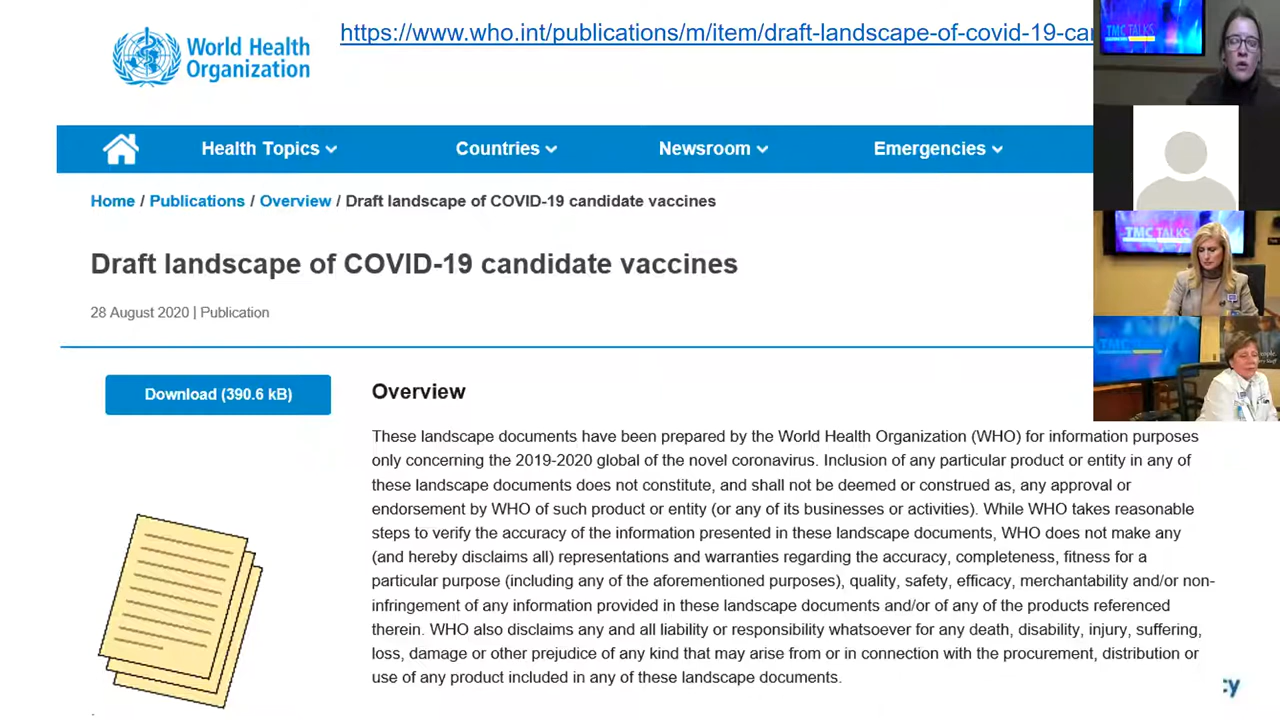 World Health
Organization
https://www.who.int/publications/m/item/draft-landscape-of-covid-19-ca
Health Topics
Countries
Newsroom
Emergencies
Home / Publications / Overview / Draft landscape of COVID-19 candidate vaccines
Draft landscape of COVID-19 candidate vaccines
28 August 2020 | Publication
Download (390.6 kB)
Overview
These landscape documents have been prepared by the World Health Organization (WHO) for information purposes
only concerning the 2019-2020 global of the novel coronavirus. Inclusion of any particular product or entity in any of
these landscape documents does not constitute, and shall not be deemed or construed as, any approval or
endorsement by WHO of such product or entity (or any of its businesses or activities). While WHO takes reasonable
steps to verify the accuracy of the information presented in these landscape documents, WHO does not make any
(and hereby disclaims all) representations and warranties regarding the accuracy, completeness, fitness for a
particular purpose (including any of the aforementioned purposes), quality, safety, efficacy, merchantability and/or non-
infringement of any information provided in these landscape documents and/or of any of the products referenced
therein. WHO also disclaims any and all liability or responsibility whatsoever for any death, disability, injury, suffering,
loss, damage or other prejudice of any kind that may arise from or in connection with the procurement, distribution or
use of any product included in any of these landscape documents.
TMC TALKS
TMC TALKS
TMC TALKS
cy